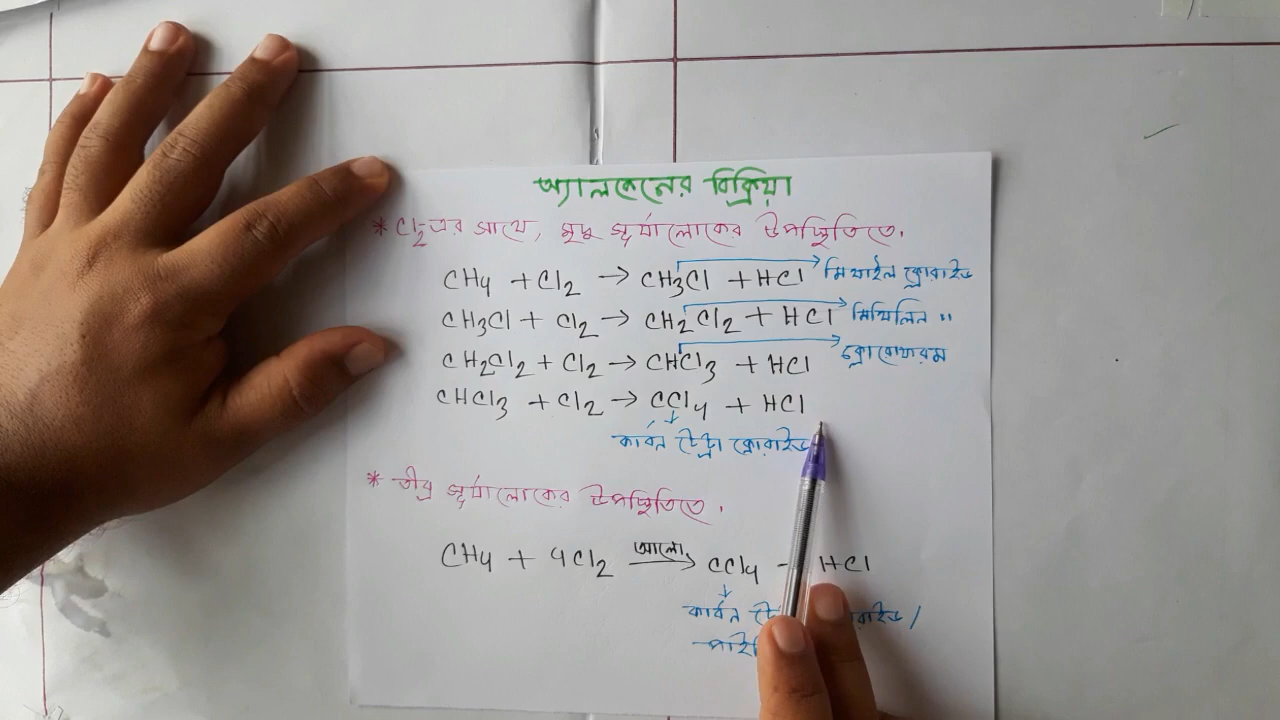 অ্যালকেনের বিক্রিয়া
* Cl₂ এর সাথে, মৃদু সূর্যালোকের উপস্থিতিতে.
CH₄ + Cl₂ → CH₃Cl + HCl মিথাইল ক্লোরাইড
CH₃Cl + Cl₂ → CH₂Cl₂ + HCl মিথিলিন "
CH₂Cl₂ + Cl₂ → CHCl₃ + HCl ক্লোরোফরম
CHCl₃ + Cl₂ → CCl₄ + HCl
কার্বন টেট্রা ক্লোরাইড
* তীব্র সূর্যালোকের উপস্থিতিতে.
CH₄ + 4Cl₂ আলো → CCl₄ HCl
কার্বন